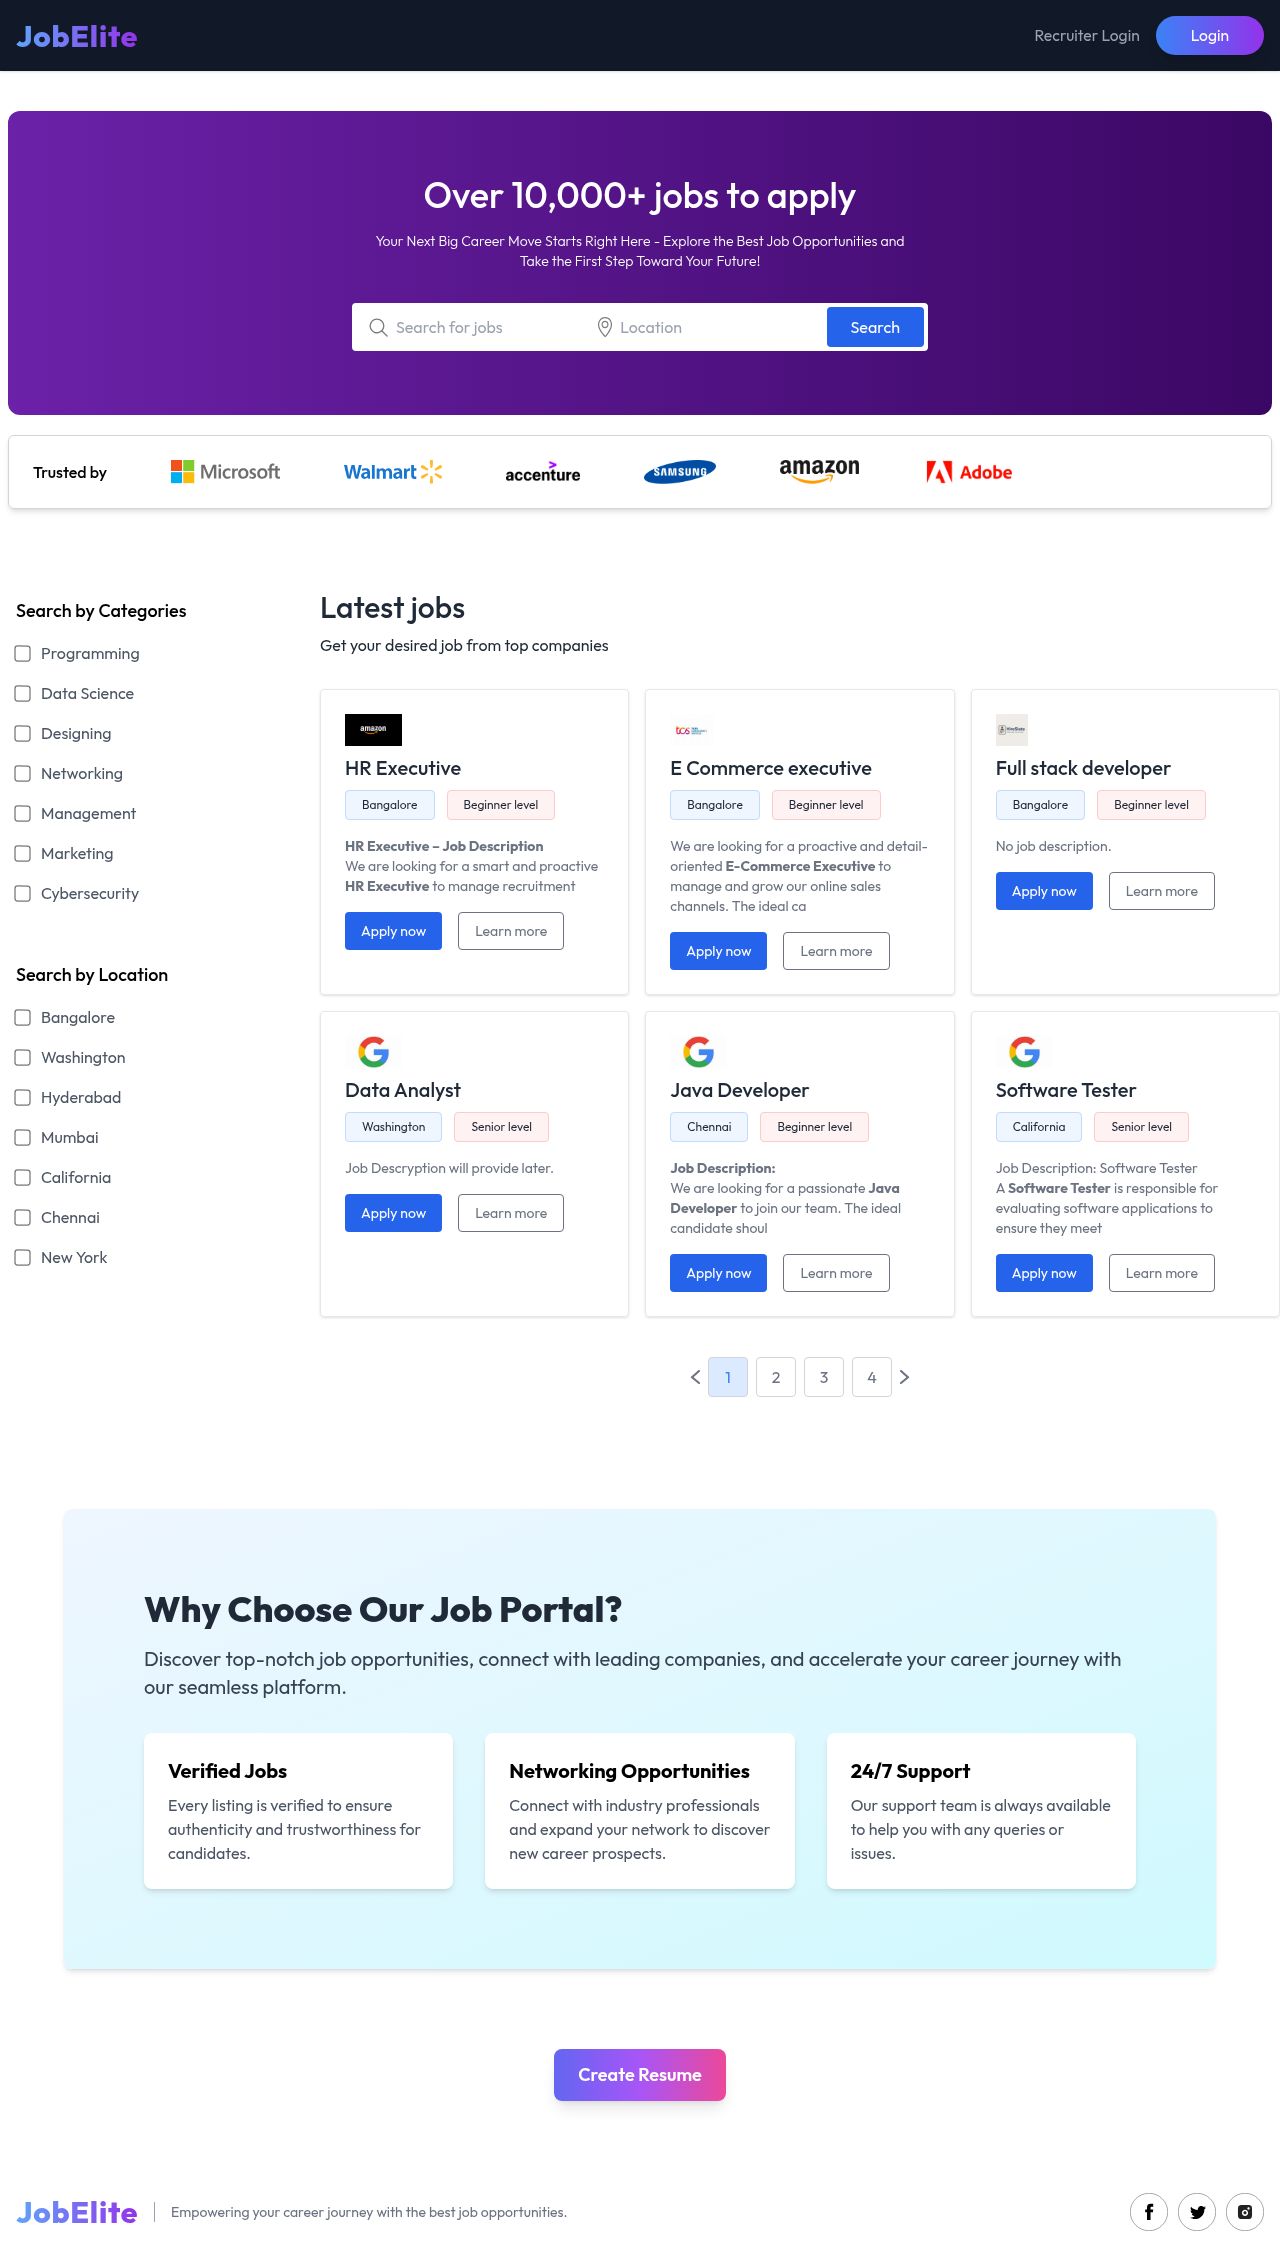 JobElite
Recruiter Login
Login
Over 10,000+ jobs to apply
Your Next Big Career Move Starts Right Here - Explore the Best Job Opportunities and
Take the First Step Toward Your Future!
Search for jobs
Location
Search
Trusted by
Microsoft
Walmart
accenture
SAMSUNG
amazon
Adobe
Search by Categories
Programming
Data Science
Designing
Networking
Management
Marketing
Cybersecurity
Search by Location
Bangalore
Washington
Hyderabad
Mumbai
California
Chennai
New York
Latest jobs
Get your desired job from top companies
amazon
HR Executive
Bangalore
Beginner level
HR Executive – Job Description
We are looking for a smart and proactive
HR Executive to manage recruitment
Apply now
Learn more
tcs
E Commerce executive
Bangalore
Beginner level
We are looking for a proactive and detail-
oriented E-Commerce Executive to
manage and grow our online sales
channels. The ideal ca
Apply now
Learn more
Full stack developer
Bangalore
Beginner level
No job description.
Apply now
Learn more
G
Data Analyst
Washington
Senior level
Job Descryption will provide later.
Apply now
Learn more
G
Java Developer
Chennai
Beginner level
Job Description:
We are looking for a passionate Java
Developer to join our team. The ideal
candidate shoul
Apply now
Learn more
G
Software Tester
California
Senior level
Job Description: Software Tester
A Software Tester is responsible for
evaluating software applications to
ensure they meet
Apply now
Learn more
1
2
3
4
Why Choose Our Job Portal?
Discover top-notch job opportunities, connect with leading companies, and accelerate your career journey with
our seamless platform.
Verified Jobs
Every listing is verified to ensure
authenticity and trustworthiness for
candidates.
Networking Opportunities
Connect with industry professionals
and expand your network to discover
new career prospects.
24/7 Support
Our support team is always available
to help you with any queries or
issues.
Create Resume
JobElite
Empowering your career journey with the best job opportunities.